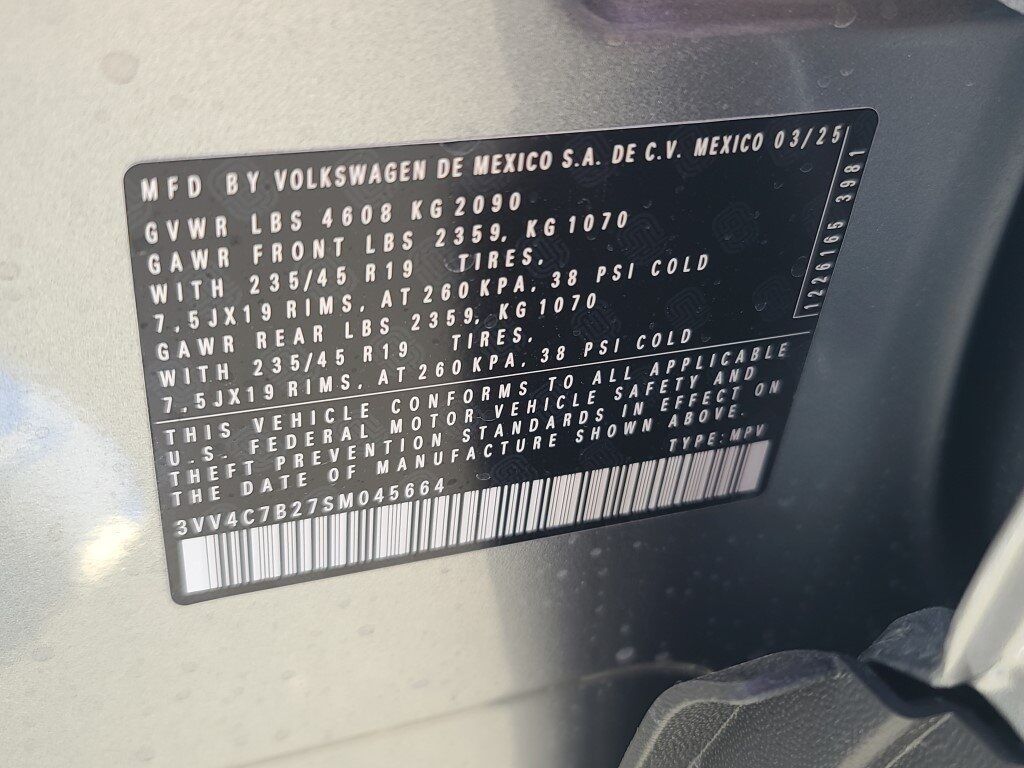 MFD BY VOLKSWAGEN DE MEXICO S.A. DE C.V. MEXICO 03/25
GVWR LBS 4608 KG 2090
GAWR FRONT LBS 2359, KG 1070
WITH 235/45 R19 TIRES.
7,5JX19 RIMS, AT 260 KPA, 38 PSI COLD
GAWR REAR LBS 2359, KG 1070
WITH 235/45 R19 TIRES,
7,5JX19 RIMS, AT 260 KPA, 38 PSI COLD
THIS VEHICLE CONFORMS TO ALL APPLICABLE
U.S. FEDERAL MOTOR VEHICLE SAFETY AND
THEFT PREVENTION STANDARDS IN EFFECT ON
THE DATE OF MANUFACTURE SHOWN ABOVE.
TYPE: MPV
3VV4C7B27SM045664
1226165 3981